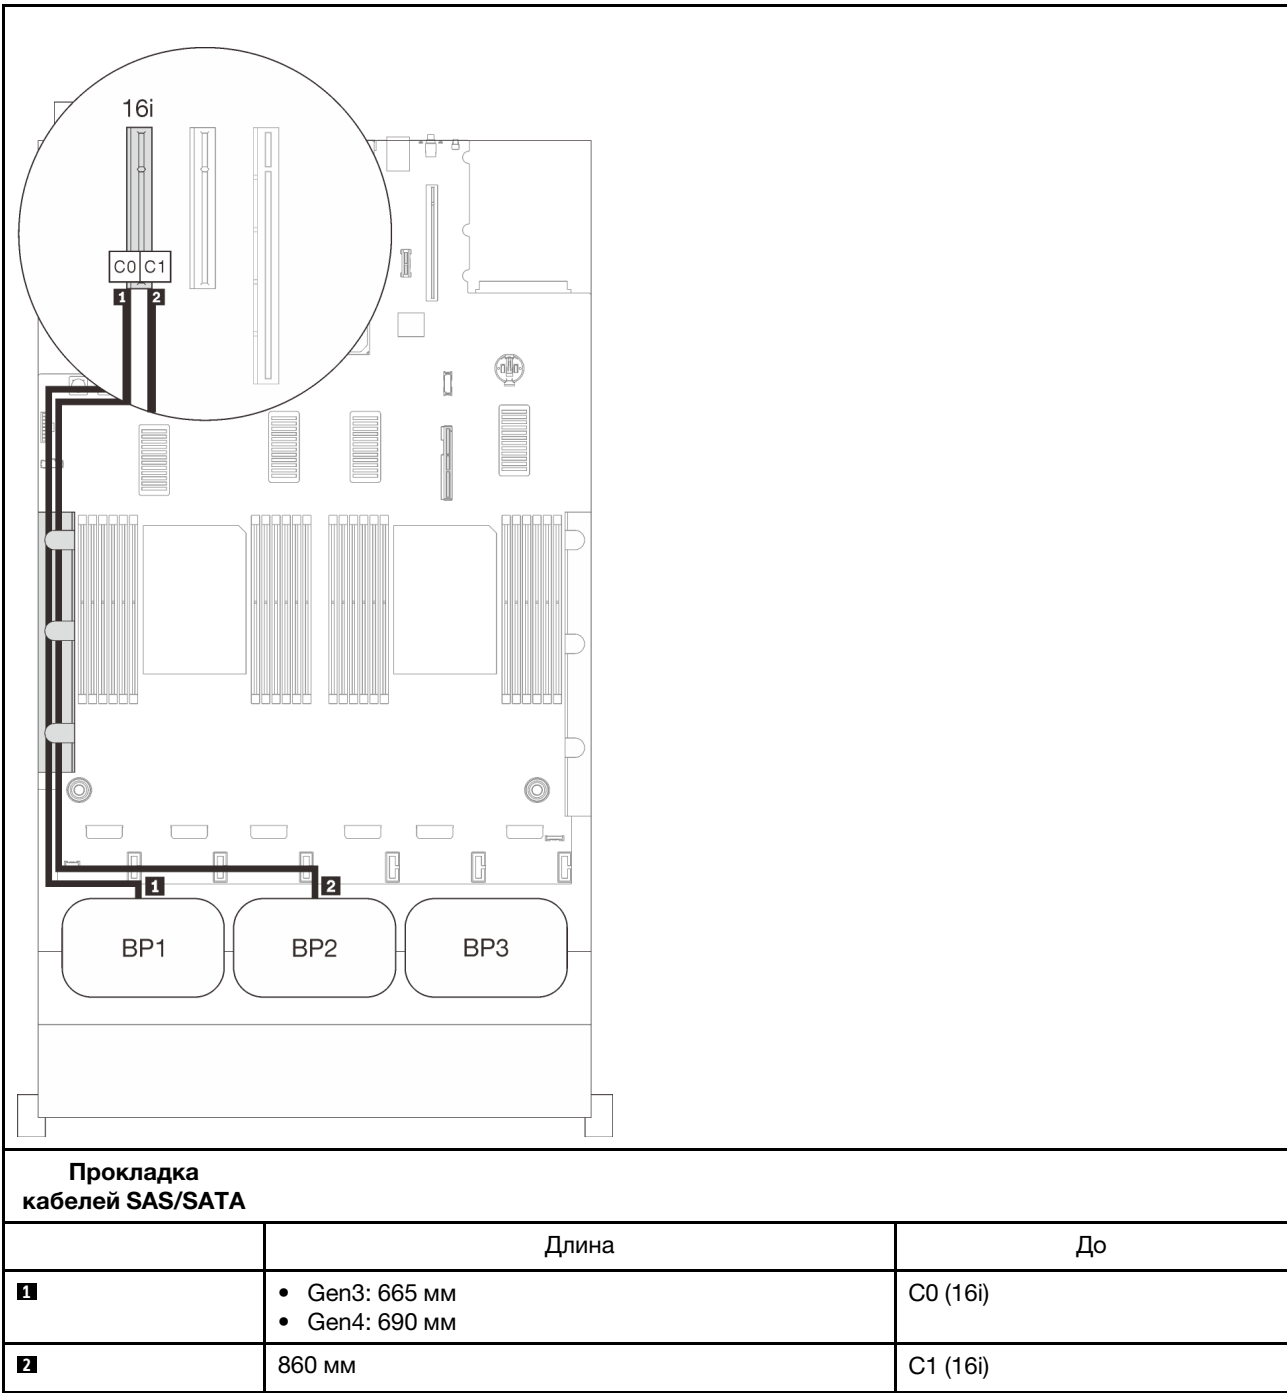 16i
C0 C1
1 2
1 2
BP1 BP2 BP3
Прокладка
кабелей SAS/SATA
Длина До
1 • Gen3: 665 мм C0 (16i)
• Gen4: 690 мм
2 860 мм C1 (16i)